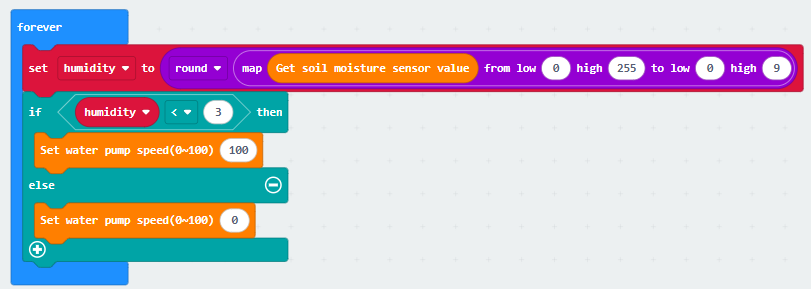 forever
set humidity to round map Get soil moisture sensor value from low 0 high 255 to low 0 high 9
if humidity < 3 then
Set water pump speed(0~100) 100
else
Set water pump speed(0~100) 0